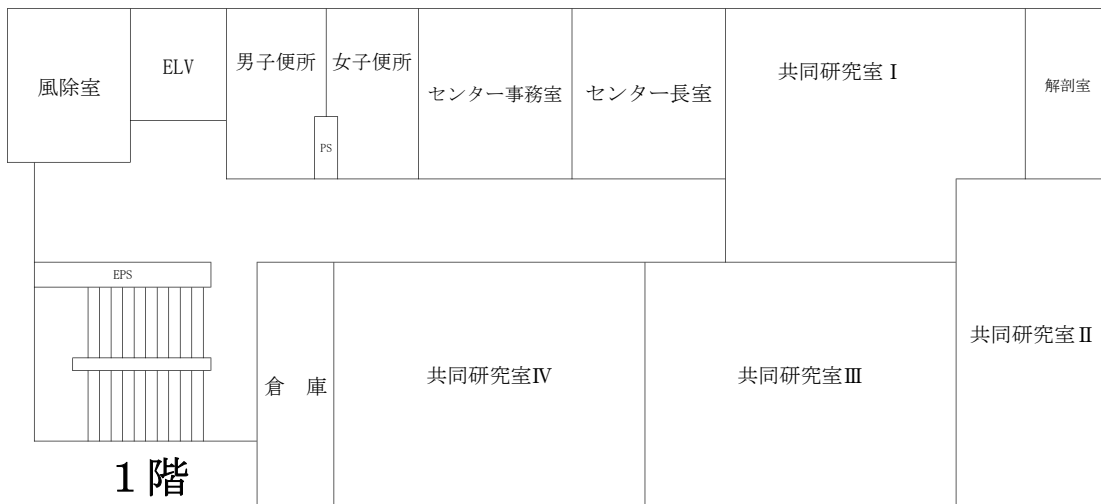 風除室
ELV
男子便所
女子便所
PS
センター事務室
センター長室
共同研究室Ⅰ
解剖室
EPS
倉　庫
共同研究室Ⅳ
共同研究室Ⅲ
共同研究室Ⅱ
１階